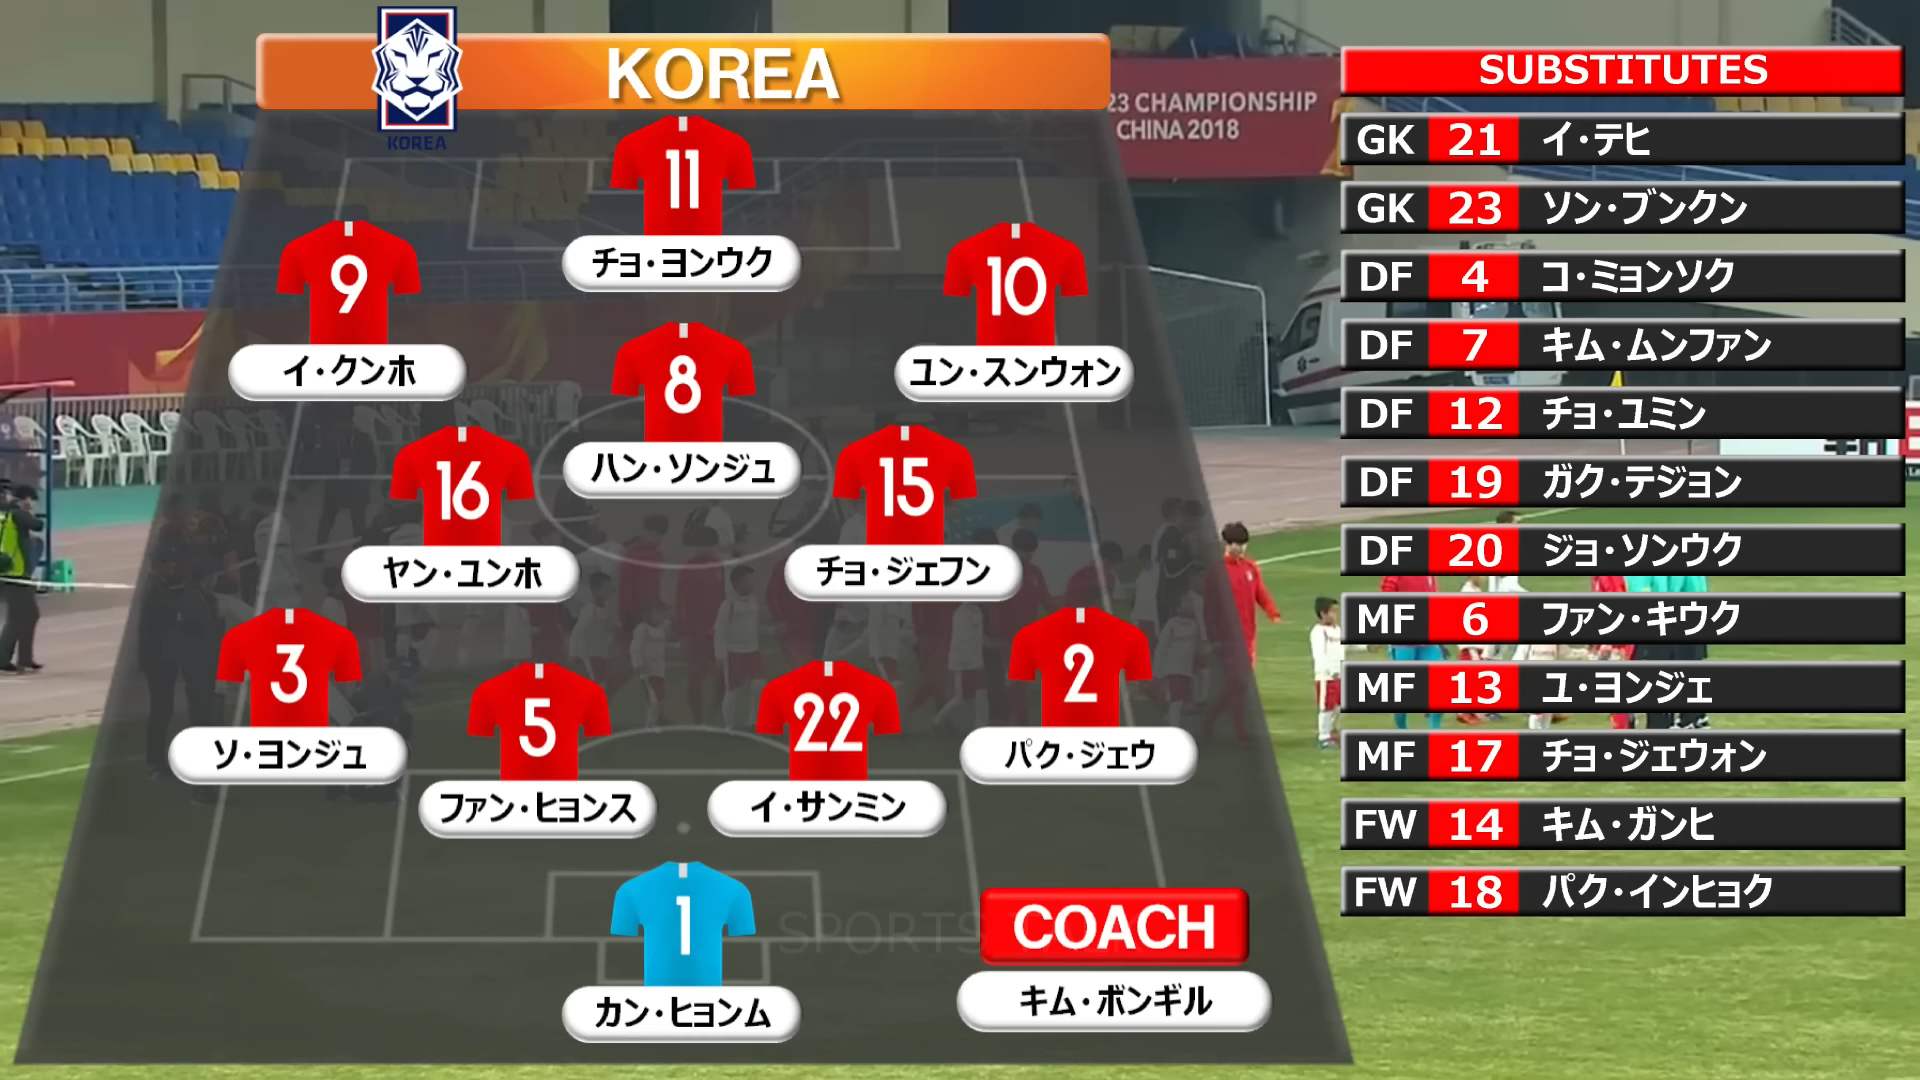 KOREA
KOREA
23 CHAMPIONSHIP
CHINA 2018
11
チョ・ヨンウク
9
イ・クンホ
10
ユン・スンウォン
8
ハン・ソンジュ
16
ヤン・ユンホ
15
チョ・ジェフン
3
ソ・ヨンジュ
5
ファン・ヒョンス
22
イ・サンミン
2
パク・ジェウ
1
カン・ヒョンム
SPORTS
COACH
キム・ボンギル
SUBSTITUTES
GK 21 イ・テヒ
GK 23 ソン・ブンクン
DF 4 コ・ミョンソク
DF 7 キム・ムンファン
DF 12 チョ・ユミン
DF 19 ガク・テジョン
DF 20 ジョ・ソンウク
MF 6 ファン・キウク
MF 13 ユ・ヨンジェ
MF 17 チョ・ジェウォン
FW 14 キム・ガンヒ
FW 18 パク・インヒョク